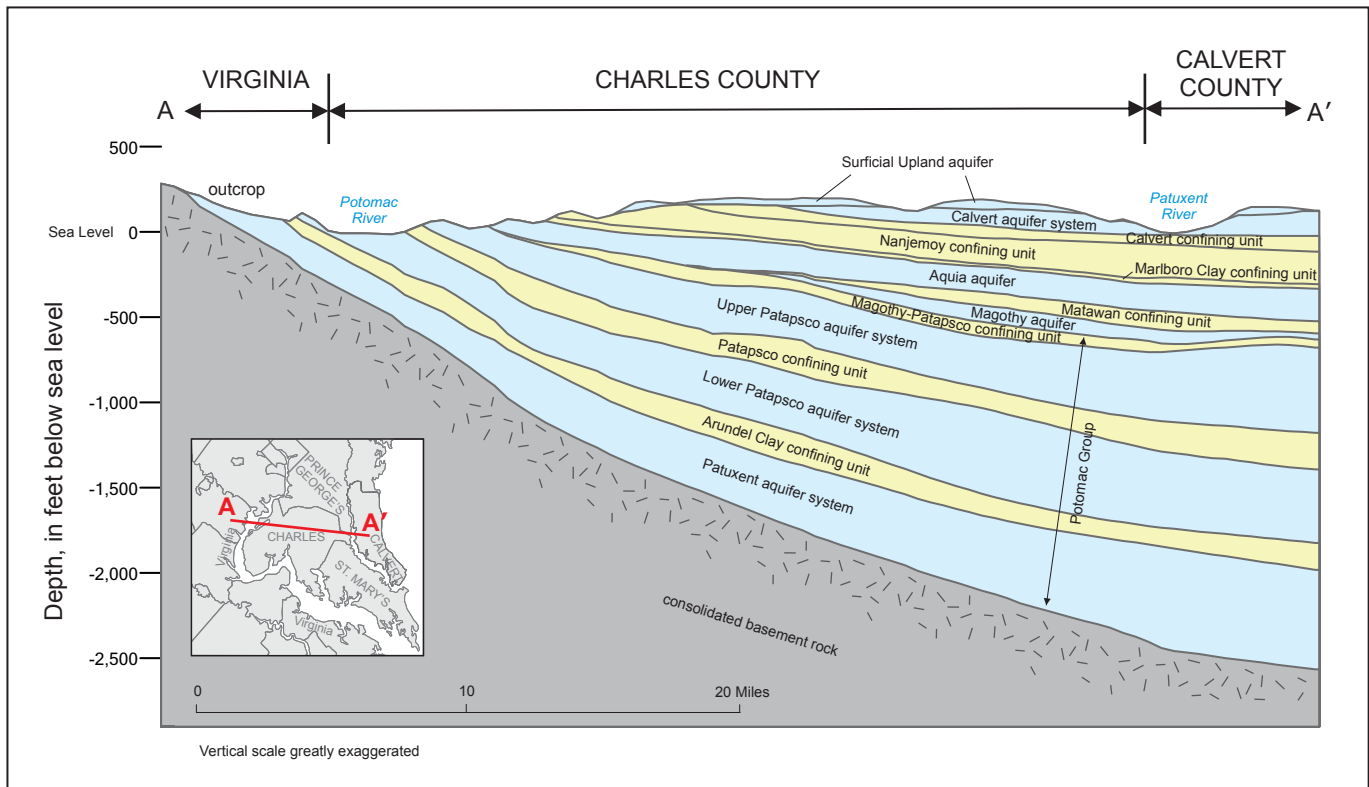 VIRGINIA
CHARLES COUNTY
CALVERT
COUNTY
A
A′
500
Sea Level 0
-500
-1,000
-1,500
-2,000
-2,500
Depth, in feet below sea level
outcrop
Potomac
River
Surficial Upland aquifer
Patuxent
River
Calvert aquifer system
Calvert confining unit
Nanjemoy confining unit
Marlboro Clay confining unit
Aquia aquifer
Matawan confining unit
Magothy aquifer
Magothy-Patapsco confining unit
Upper Patapsco aquifer system
Patapsco confining unit
Lower Patapsco aquifer system
Arundel Clay confining unit
Patuxent aquifer system
Potomac Group
consolidated basement rock
PRINCE
GEORGE'S
A
A′
CHARLES
Virginia
CALVERT
ST. MARY'S
Virginia
0
10
20 Miles
Vertical scale greatly exaggerated